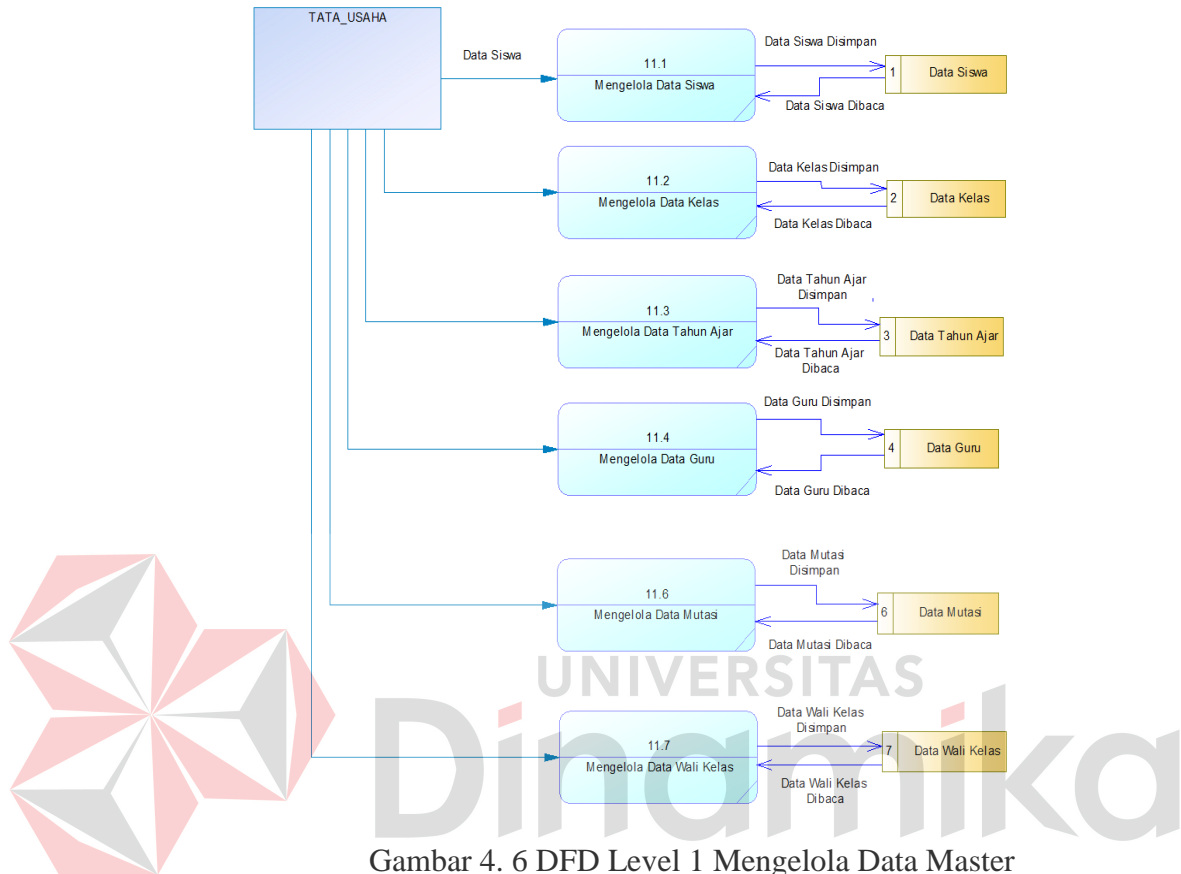 TATA_USAHA
Data Siswa
11.1
Mengelola Data Siswa
Data Siswa Disimpan
1
Data Siswa
Data Siswa Dibaca
11.2
Mengelola Data Kelas
Data Kelas Disimpan
2
Data Kelas
Data Kelas Dibaca
11.3
Mengelola Data Tahun Ajar
Data Tahun Ajar
Disimpan
3
Data Tahun Ajar
Data Tahun Ajar
Dibaca
11.4
Mengelola Data Guru
Data Guru Disimpan
4
Data Guru
Data Guru Dibaca
11.6
Mengelola Data Mutasi
Data Mutasi
Disimpan
6
Data Mutasi
Data Mutasi Dibaca
11.7
Mengelola Data Wali Kelas
Data Wali Kelas
Disimpan
7
Data Wali Kelas
Data Wali Kelas
Dibaca
UNIVERSITAS
Dinamika
Gambar 4. 6 DFD Level 1 Mengelola Data Master